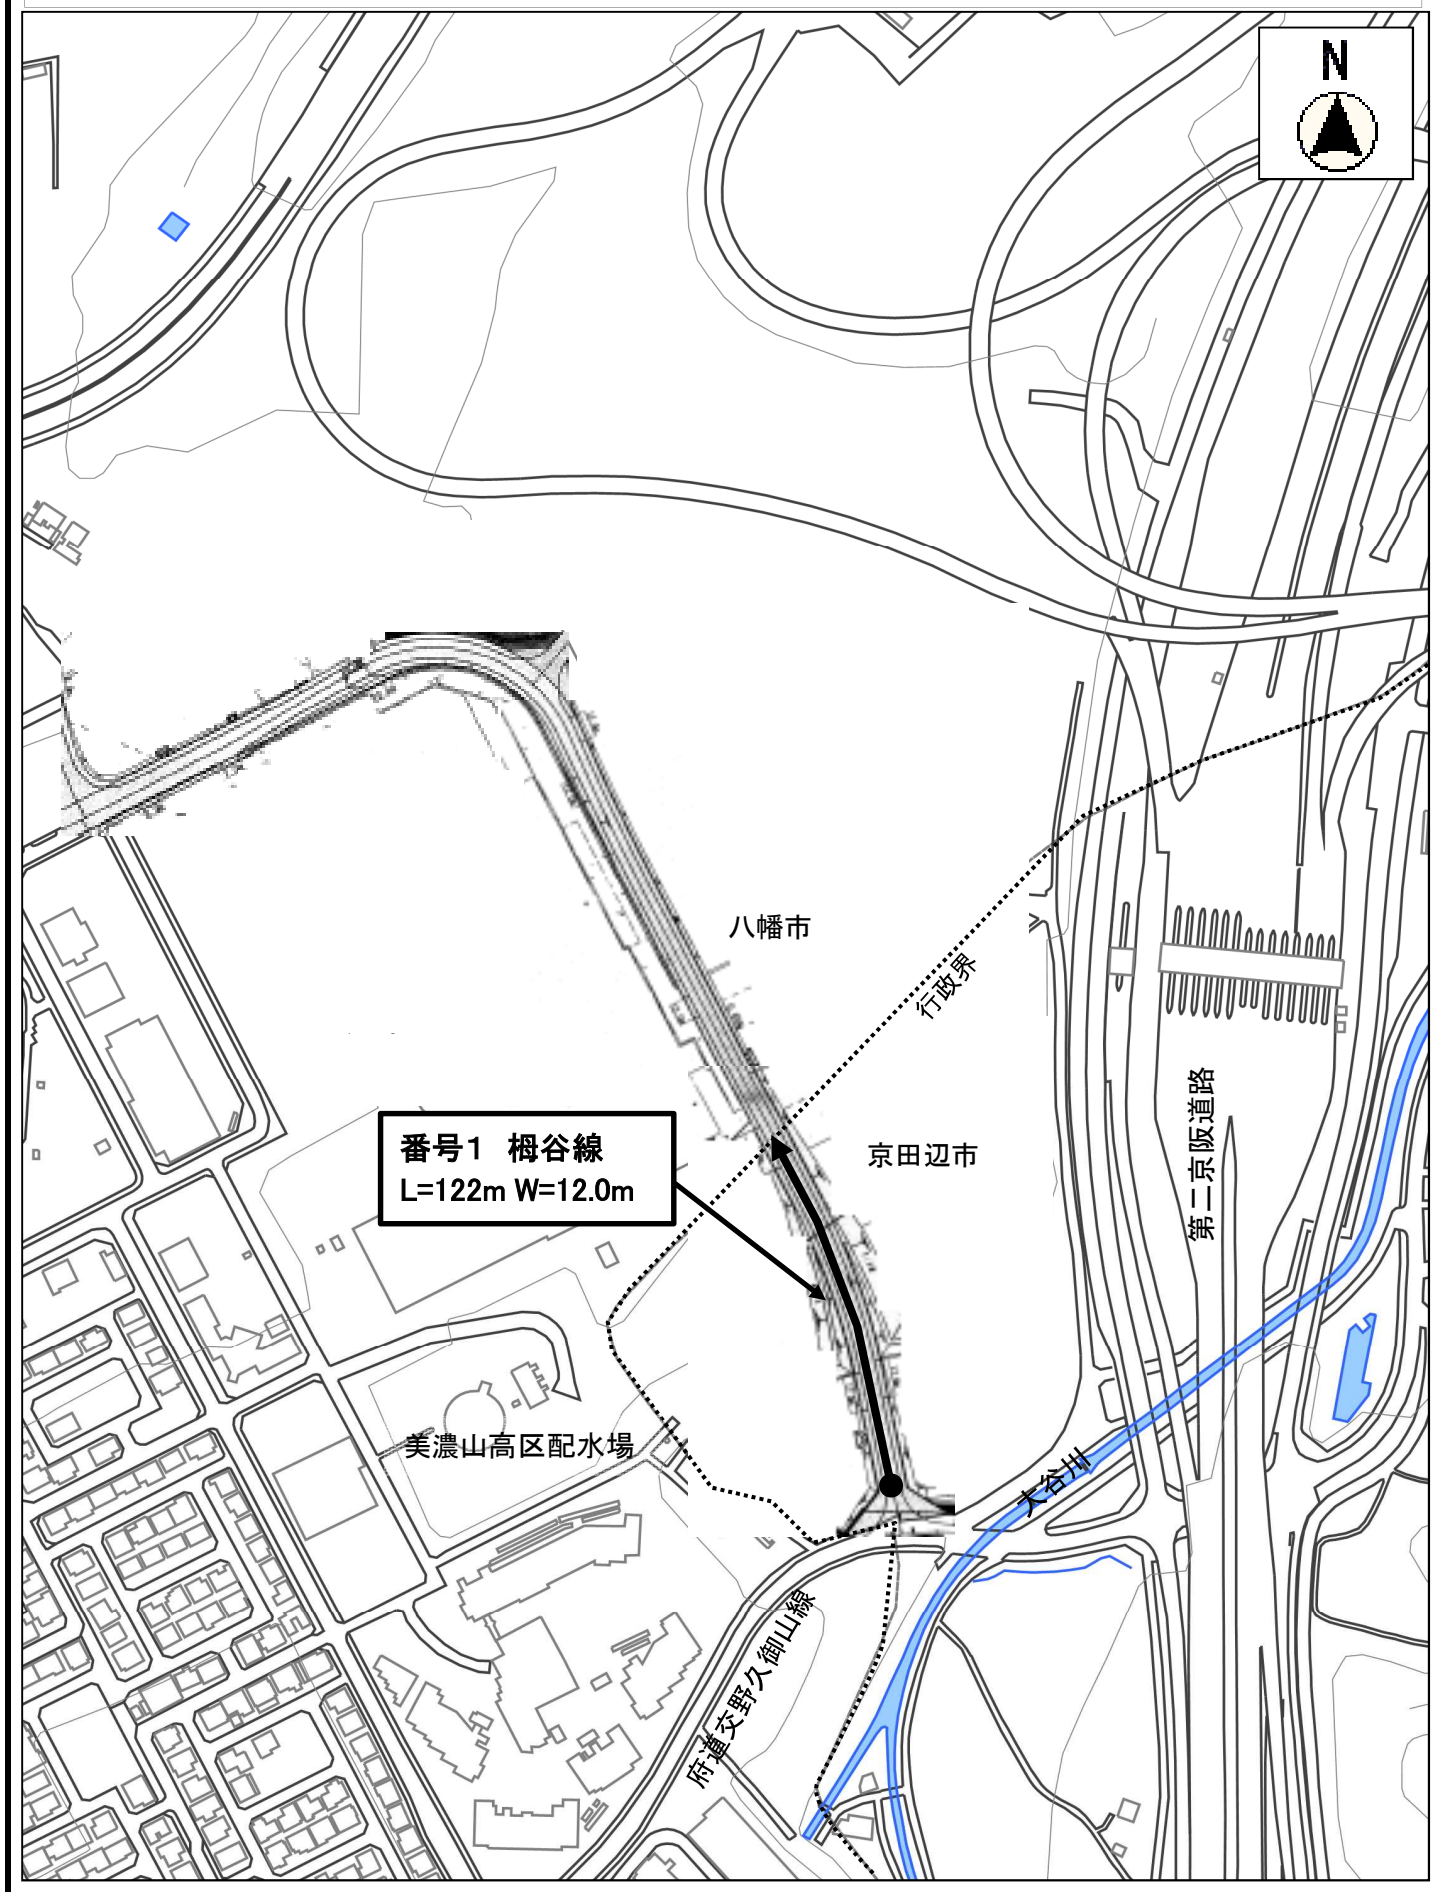 N
八幡市
行政界
第二京阪道路
番号1 栂谷線
L=122m W=12.0m
京田辺市
美濃山高区配水場
大谷川
府道交野久御山線